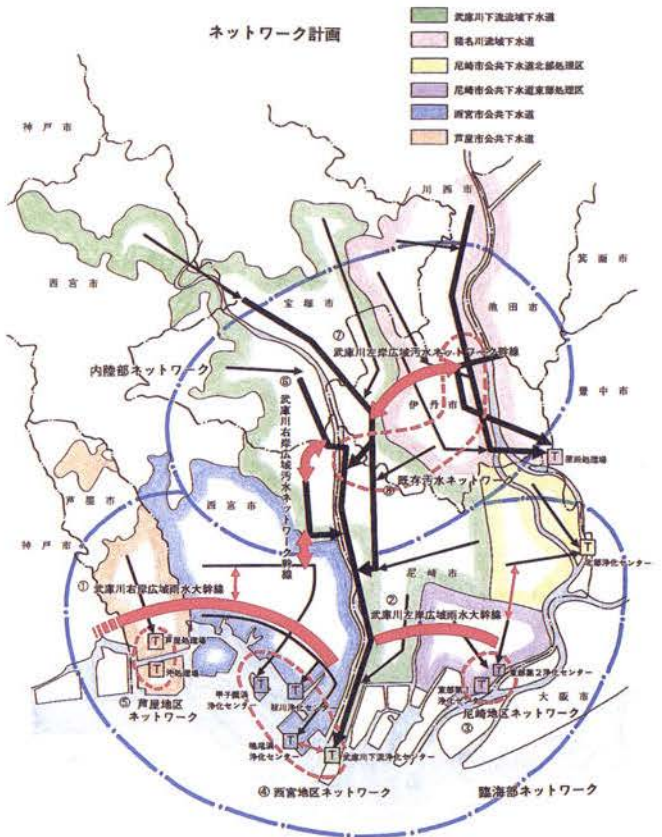 ネットワーク計画
武庫川下流流域下水道
猪名川流域下水道
尼崎市公共下水道北部処理区
尼崎市公共下水道東部処理区
西宮市公共下水道
芦屋市公共下水道
神戸市
川西市
箕面市
西宮市
宝塚市
池田市
⑦
武庫川左岸広域汚水ネットワーク幹線
内陸部ネットワーク
⑥
武庫川右岸広域汚水ネットワーク幹線
伊丹市
豊中市
原田処理場
⑧既存汚水ネットワーク
芦屋市
西宮市
神戸市
北部浄化センター
尼崎市
①武庫川右岸広域雨水大幹線
②
武庫川左岸広域雨水大幹線
T
芦屋処理場
東部第2浄化センター
東部第1
浄化センター
大阪市
⑤芦屋地区
ネットワーク
甲子園浜
浄化センター
枝川浄化センター
尼崎地区ネットワーク
③
鳴尾浜
浄化センター
武庫川下流浄化センター
④西宮地区ネットワーク
臨海部ネットワーク